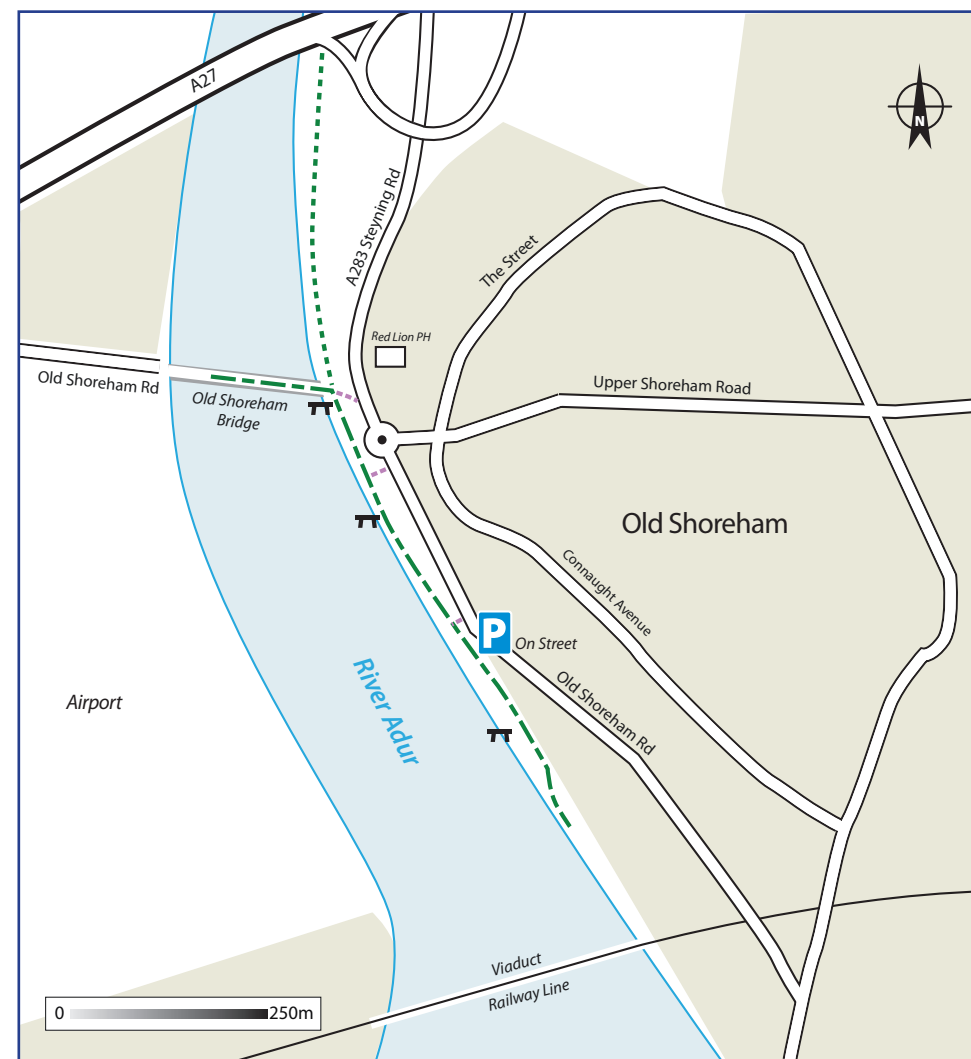 A27
N
A283 Steyning Rd
The Street
Red Lion PH
Old Shoreham Rd
Old Shoreham
Bridge
Upper Shoreham Road
Old Shoreham
Connaught Avenue
P
On Street
River Adur
Old Shoreham Rd
Airport
Viaduct
Railway Line
0
250m